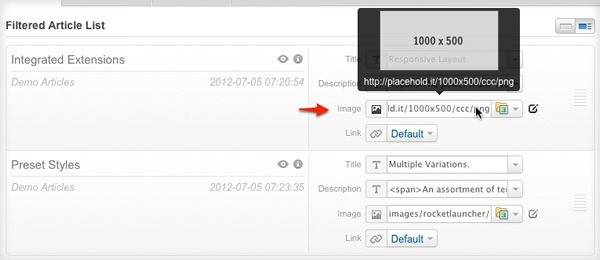 Filtered Article List
1000 x 500
http://placehold.it/1000x500/ccc/png
Integrated Extensions
Demo Articles
2012-07-05 07:20:54
Title
T
Responsive Layout.
Description
Image
ld.it/1000x500/ccc/png
Link
Default
Preset Styles
Demo Articles
2012-07-05 07:23:35
Title
T
Multiple Variations.
Description
T
<span>An assortment of te
Image
images/rocketlauncher/
Link
Default